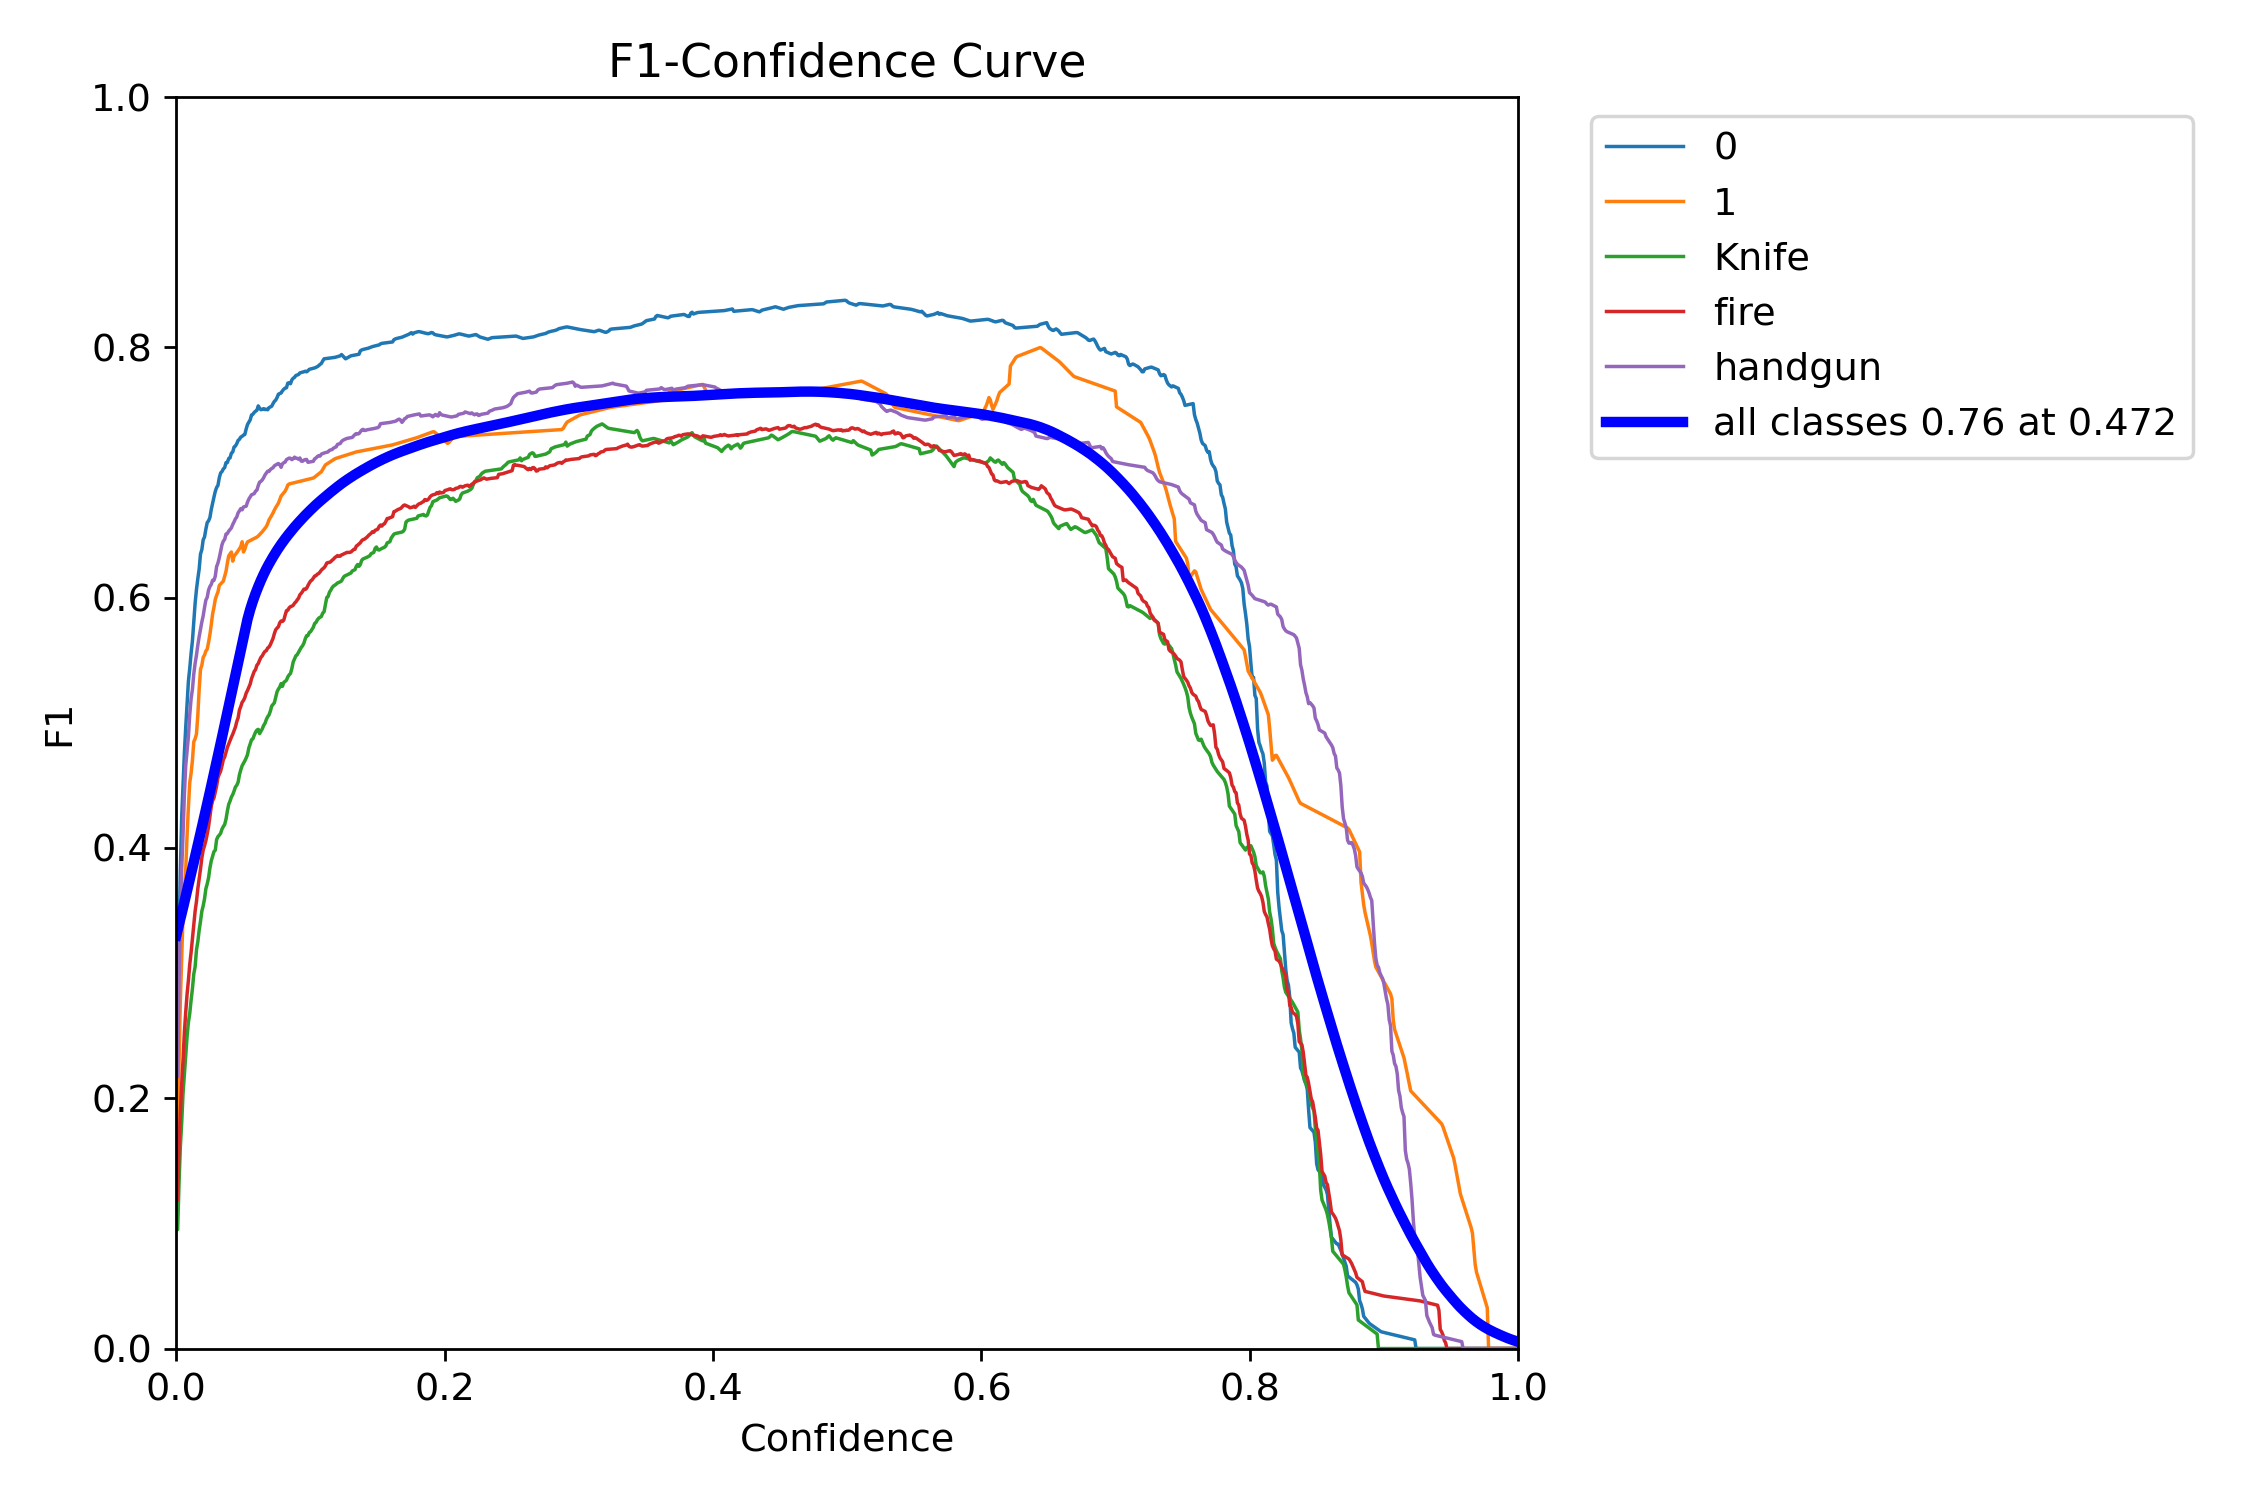 F1-Confidence Curve
1.0
0.8
0.6
0.4
0.2
0.0
F1
0.0 0.2 0.4 0.6 0.8 1.0
Confidence
0
1
Knife
fire
handgun
all classes 0.76 at 0.472